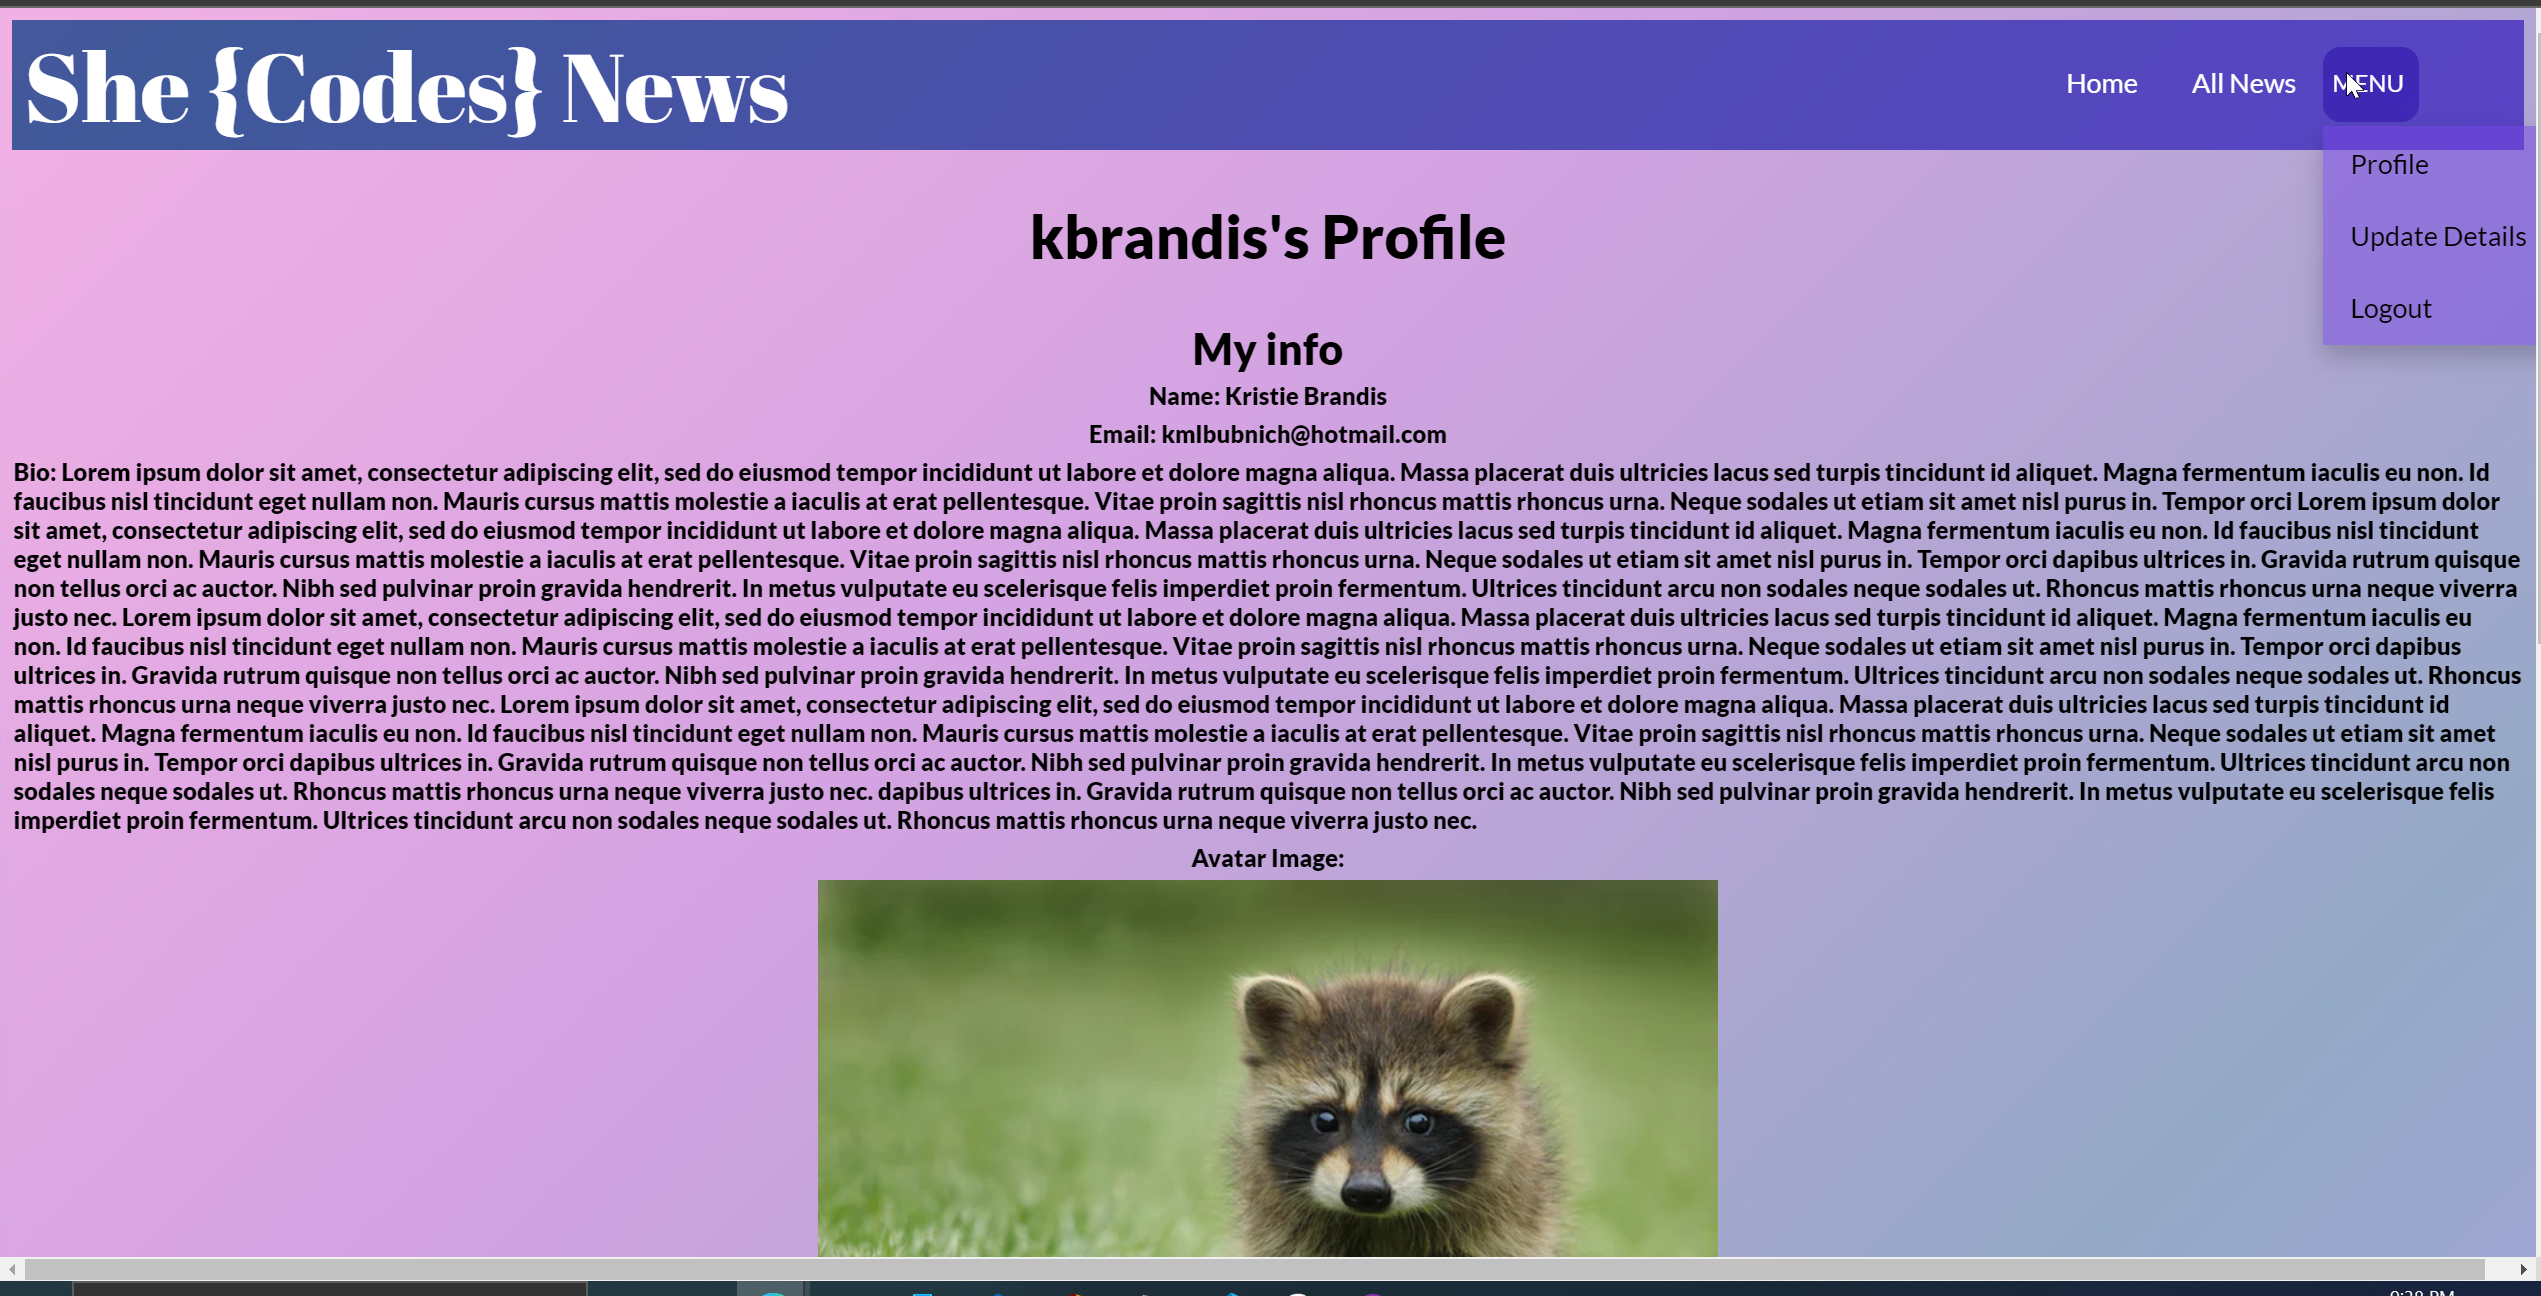 She {Codes} News
Home All News MENU
Profile
Update Details
Logout
kbrandis's Profile
My info
Name: Kristie Brandis
Email: kmlbubnich@hotmail.com
Bio: Lorem ipsum dolor sit amet, consectetur adipiscing elit, sed do eiusmod tempor incididunt ut labore et dolore magna aliqua. Massa placerat duis ultricies lacus sed turpis tincidunt id aliquet. Magna fermentum iaculis eu non. Id
faucibus nisl tincidunt eget nullam non. Mauris cursus mattis molestie a iaculis at erat pellentesque. Vitae proin sagittis nisl rhoncus mattis rhoncus urna. Neque sodales ut etiam sit amet nisl purus in. Tempor orci Lorem ipsum dolor
sit amet, consectetur adipiscing elit, sed do eiusmod tempor incididunt ut labore et dolore magna aliqua. Massa placerat duis ultricies lacus sed turpis tincidunt id aliquet. Magna fermentum iaculis eu non. Id faucibus nisl tincidunt
eget nullam non. Mauris cursus mattis molestie a iaculis at erat pellentesque. Vitae proin sagittis nisl rhoncus mattis rhoncus urna. Neque sodales ut etiam sit amet nisl purus in. Tempor orci dapibus ultrices in. Gravida rutrum quisque
non tellus orci ac auctor. Nibh sed pulvinar proin gravida hendrerit. In metus vulputate eu scelerisque felis imperdiet proin fermentum. Ultrices tincidunt arcu non sodales neque sodales ut. Rhoncus mattis rhoncus urna neque viverra
justo nec. Lorem ipsum dolor sit amet, consectetur adipiscing elit, sed do eiusmod tempor incididunt ut labore et dolore magna aliqua. Massa placerat duis ultricies lacus sed turpis tincidunt id aliquet. Magna fermentum iaculis eu
non. Id faucibus nisl tincidunt eget nullam non. Mauris cursus mattis molestie a iaculis at erat pellentesque. Vitae proin sagittis nisl rhoncus mattis rhoncus urna. Neque sodales ut etiam sit amet nisl purus in. Tempor orci dapibus
ultrices in. Gravida rutrum quisque non tellus orci ac auctor. Nibh sed pulvinar proin gravida hendrerit. In metus vulputate eu scelerisque felis imperdiet proin fermentum. Ultrices tincidunt arcu non sodales neque sodales ut. Rhoncus
mattis rhoncus urna neque viverra justo nec. Lorem ipsum dolor sit amet, consectetur adipiscing elit, sed do eiusmod tempor incididunt ut labore et dolore magna aliqua. Massa placerat duis ultricies lacus sed turpis tincidunt id
aliquet. Magna fermentum iaculis eu non. Id faucibus nisl tincidunt eget nullam non. Mauris cursus mattis molestie a iaculis at erat pellentesque. Vitae proin sagittis nisl rhoncus mattis rhoncus urna. Neque sodales ut etiam sit amet
nisl purus in. Tempor orci dapibus ultrices in. Gravida rutrum quisque non tellus orci ac auctor. Nibh sed pulvinar proin gravida hendrerit. In metus vulputate eu scelerisque felis imperdiet proin fermentum. Ultrices tincidunt arcu non
sodales neque sodales ut. Rhoncus mattis rhoncus urna neque viverra justo nec. dapibus ultrices in. Gravida rutrum quisque non tellus orci ac auctor. Nibh sed pulvinar proin gravida hendrerit. In metus vulputate eu scelerisque felis
imperdiet proin fermentum. Ultrices tincidunt arcu non sodales neque sodales ut. Rhoncus mattis rhoncus urna neque viverra justo nec.
Avatar Image: